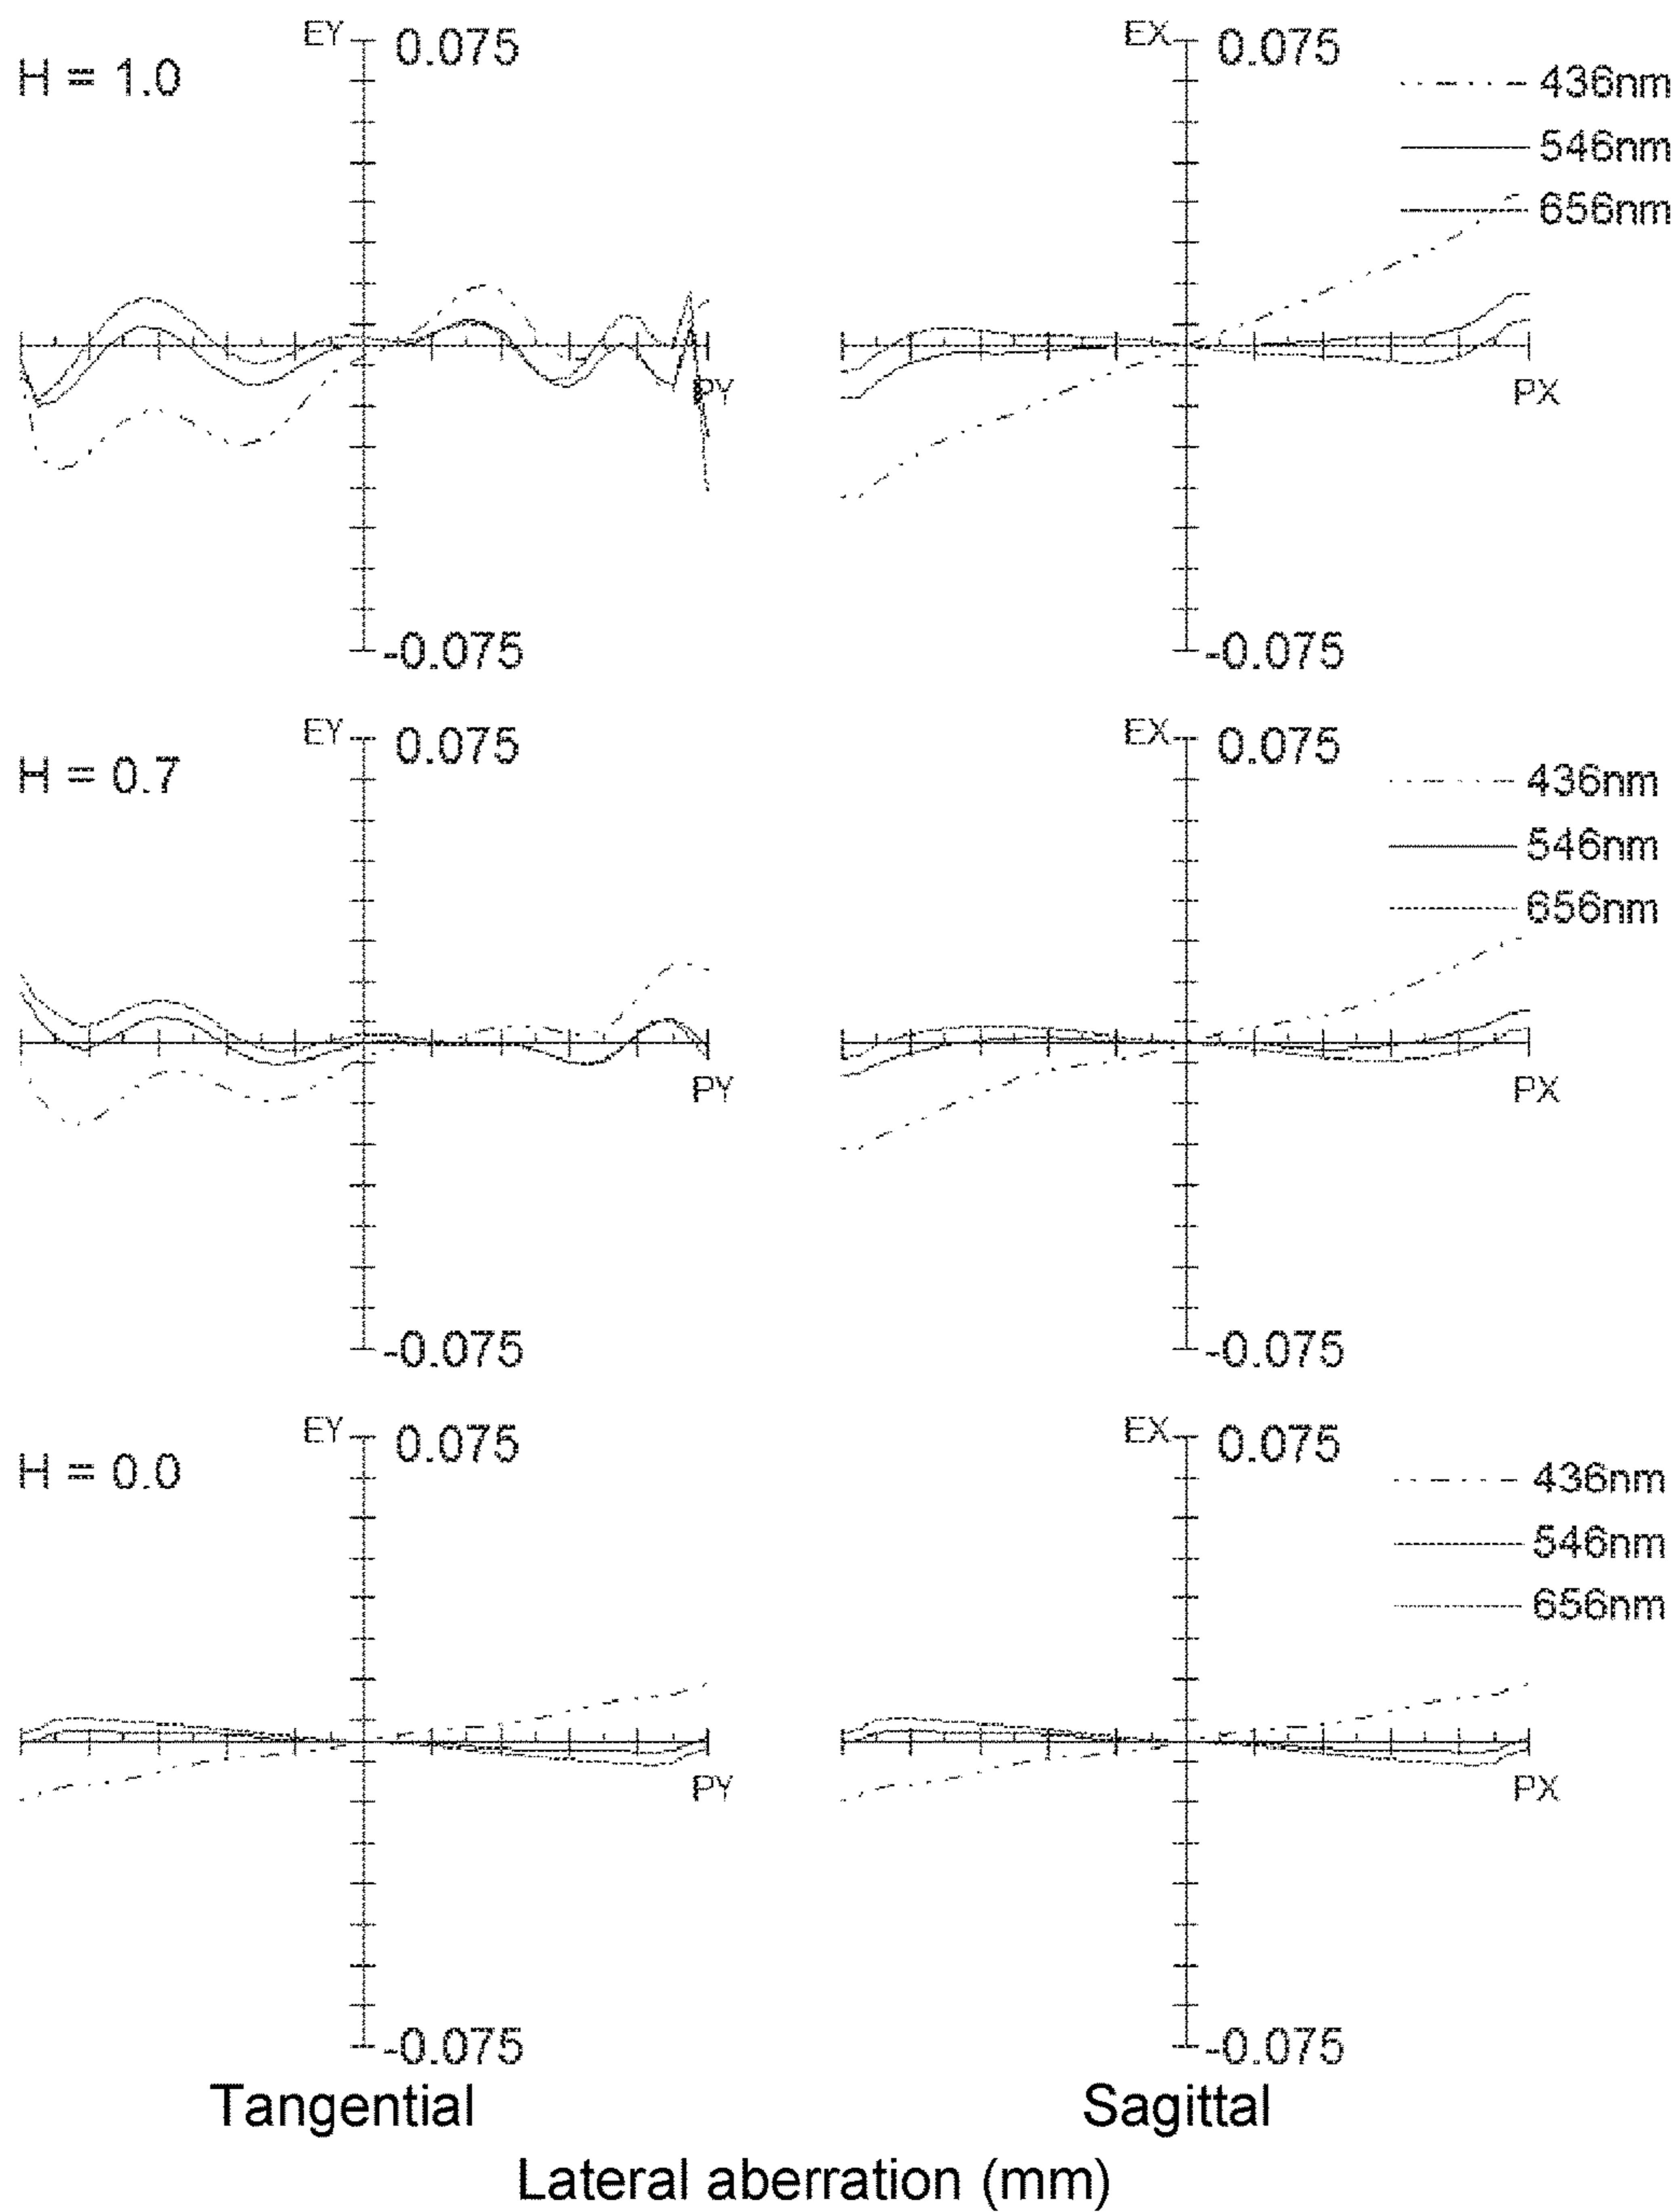 EY 0.075 EX 0.075
H = 1.0
436nm
546nm
656nm
PY PX
-0.075 -0.075
EY 0.075 EX 0.075
H = 0.7
436nm
546nm
656nm
PY PX
-0.075 -0.075
EY 0.075 EX 0.075
H = 0.0
436nm
546nm
656nm
PY PX
-0.075 -0.075
Tangential Sagittal
Lateral aberration (mm)